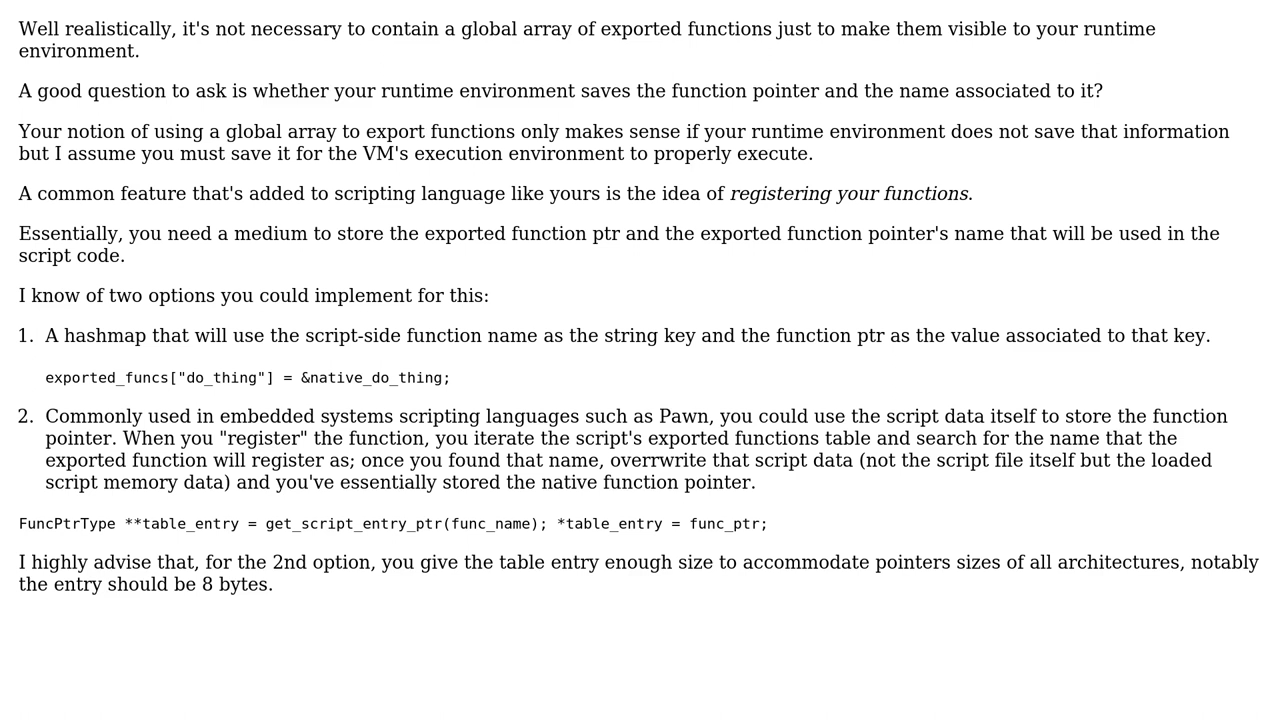 Well realistically, it's not necessary to contain a global array of exported functions just to make them visible to your runtime
environment.
A good question to ask is whether your runtime environment saves the function pointer and the name associated to it?
Your notion of using a global array to export functions only makes sense if your runtime environment does not save that information
but I assume you must save it for the VM's execution environment to properly execute.
A common feature that's added to scripting language like yours is the idea of registering your functions.
Essentially, you need a medium to store the exported function ptr and the exported function pointer's name that will be used in the
script code.
I know of two options you could implement for this:
1. A hashmap that will use the script-side function name as the string key and the function ptr as the value associated to that key.
exported_funcs["do_thing"] = &native_do_thing;
2. Commonly used in embedded systems scripting languages such as Pawn, you could use the script data itself to store the function
pointer. When you "register" the function, you iterate the script's exported functions table and search for the name that the
exported function will register as; once you found that name, overrwrite that script data (not the script file itself but the loaded
script memory data) and you've essentially stored the native function pointer.
FuncPtrType **table_entry = get_script_entry_ptr(func_name); *table_entry = func_ptr;
I highly advise that, for the 2nd option, you give the table entry enough size to accommodate pointers sizes of all architectures, notably
the entry should be 8 bytes.